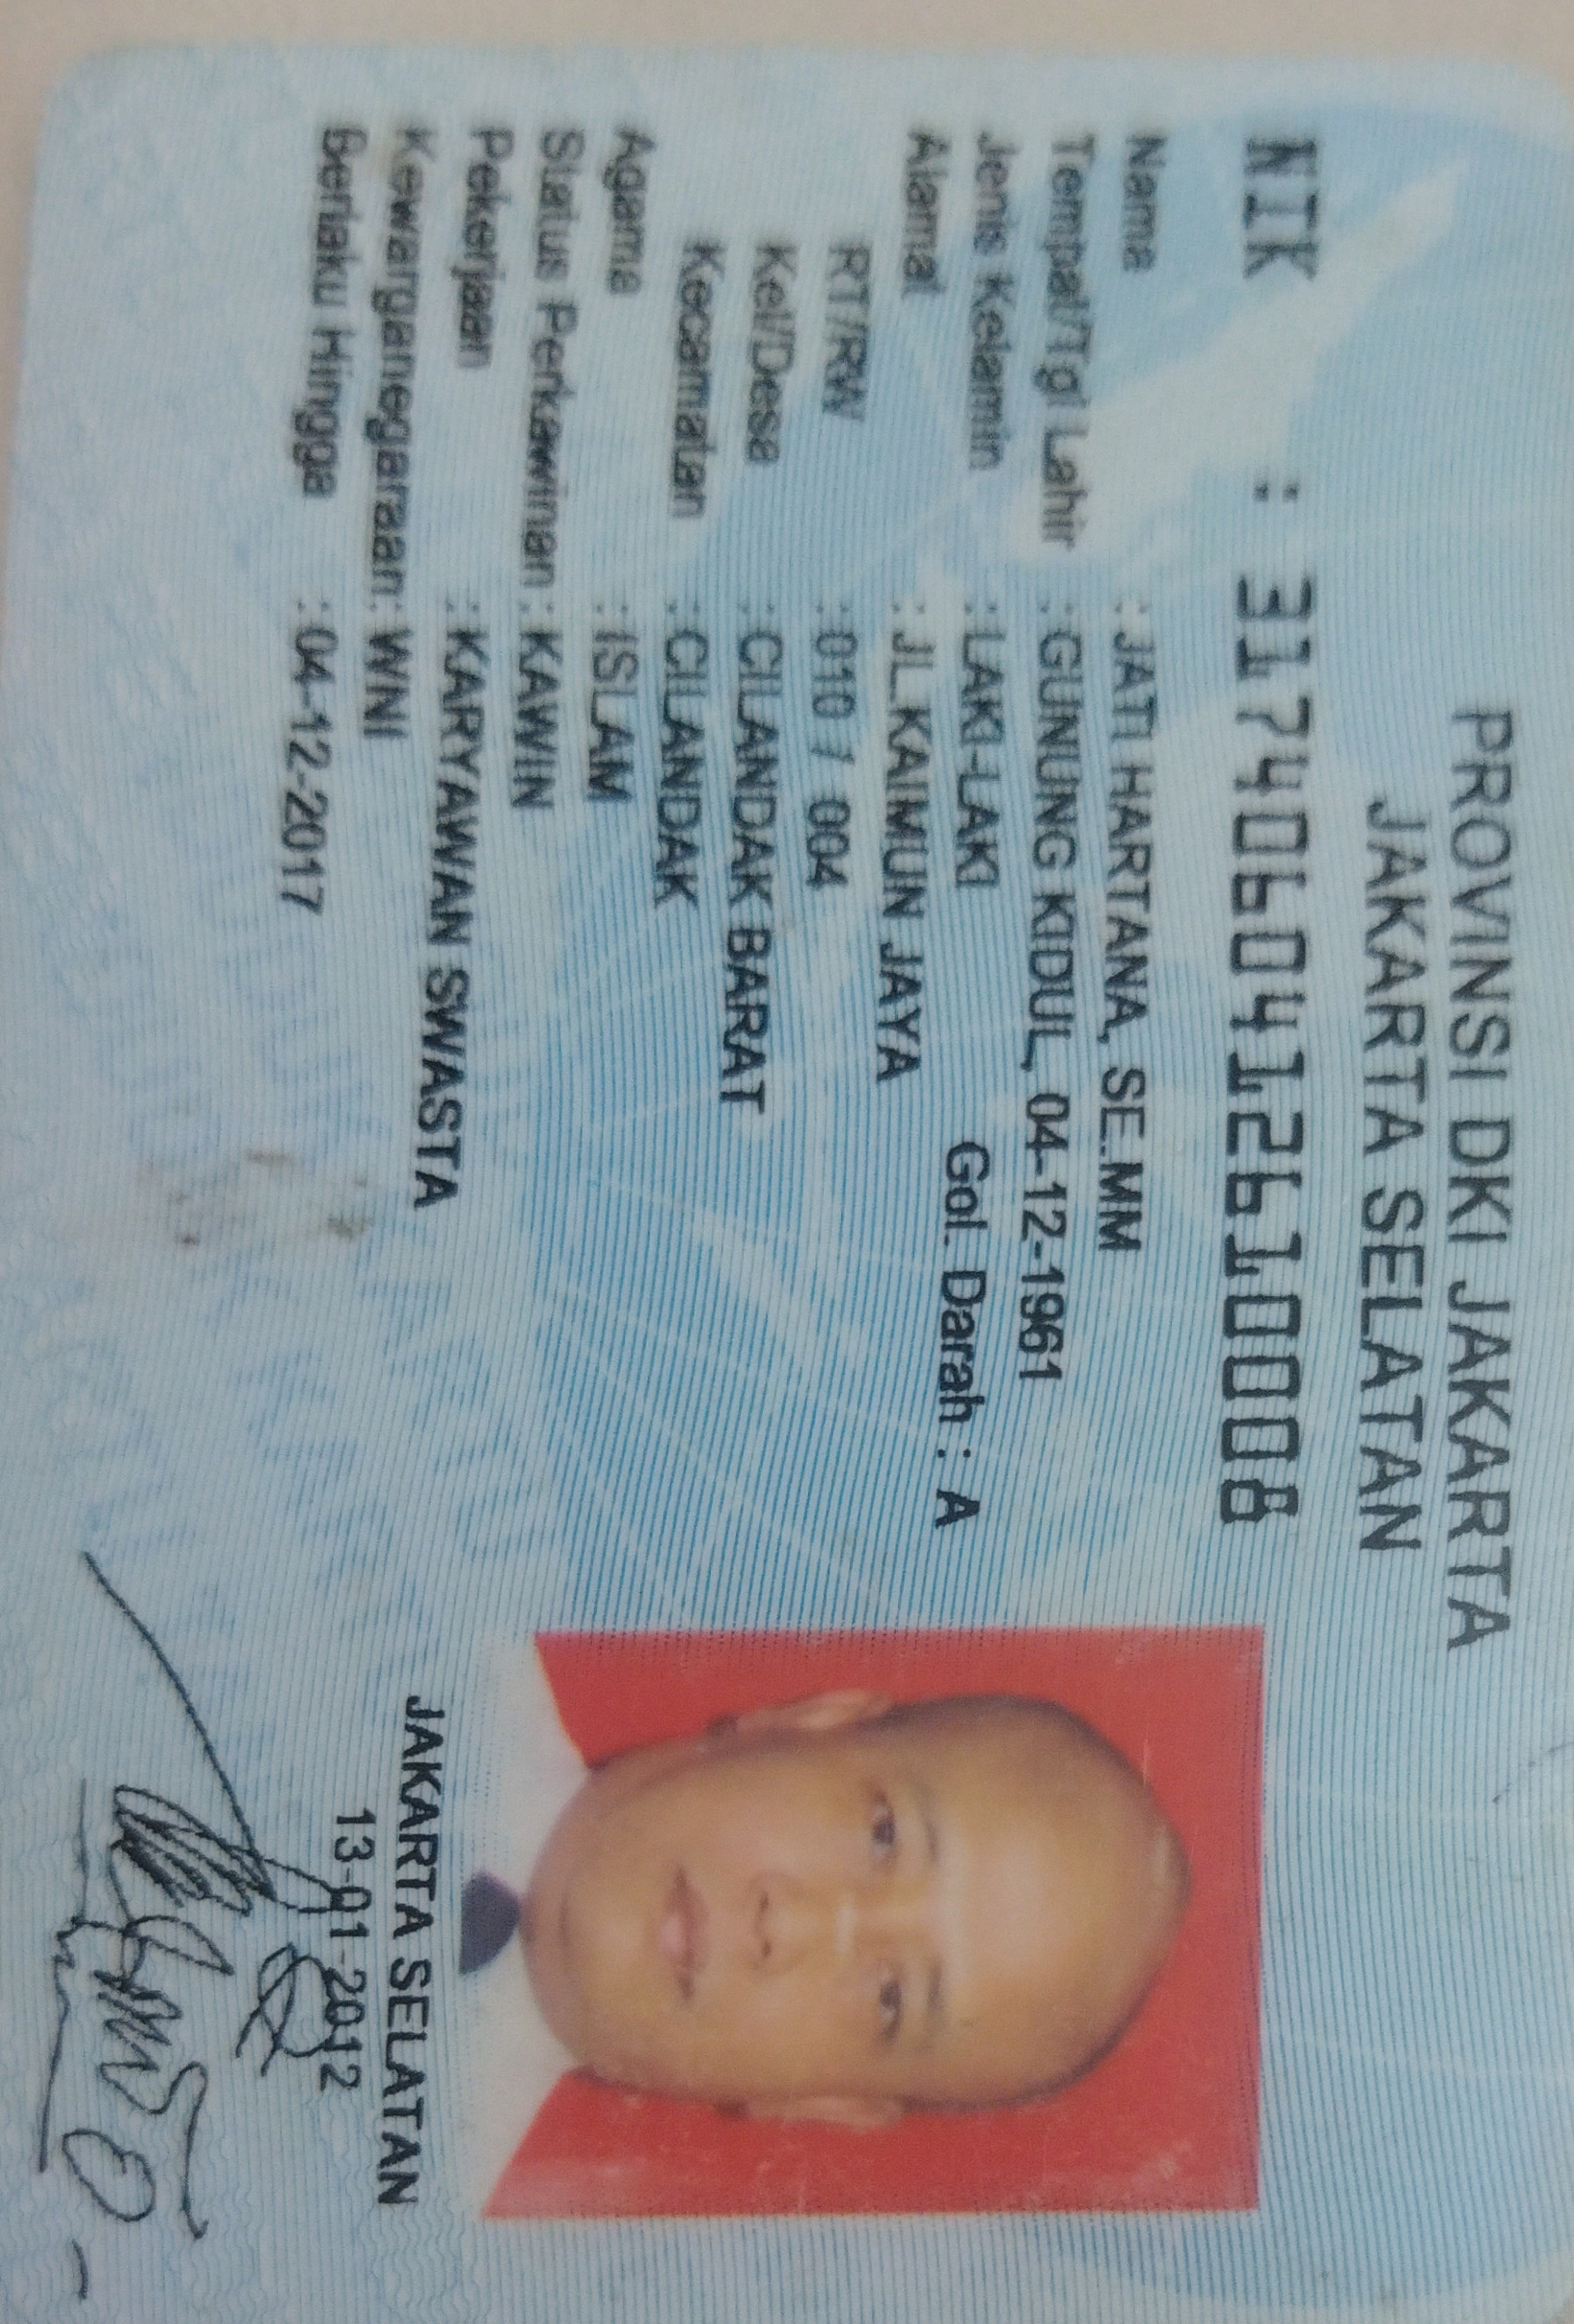 PROVINSI DKI JAKARTA
JAKARTA SELATAN
NIK : 3174060412610008
Nama : JATI HARTANA, SE.MM
Tempat/Tgl Lahir : GUNUNG KIDUL, 04-12-1961
Jenis Kelamin : LAKI-LAKI Gol. Darah : A
Alamat : JL.KAIMUN JAYA
RT/RW : 010 / 004
Kel/Desa : CILANDAK BARAT
Kecamatan : CILANDAK
Agama : ISLAM
Status Perkawinan : KAWIN
Pekerjaan : KARYAWAN SWASTA
Kewarganegaraan: WNI
Berlaku Hingga : 04-12-2017
JAKARTA SELATAN
13-01-2012